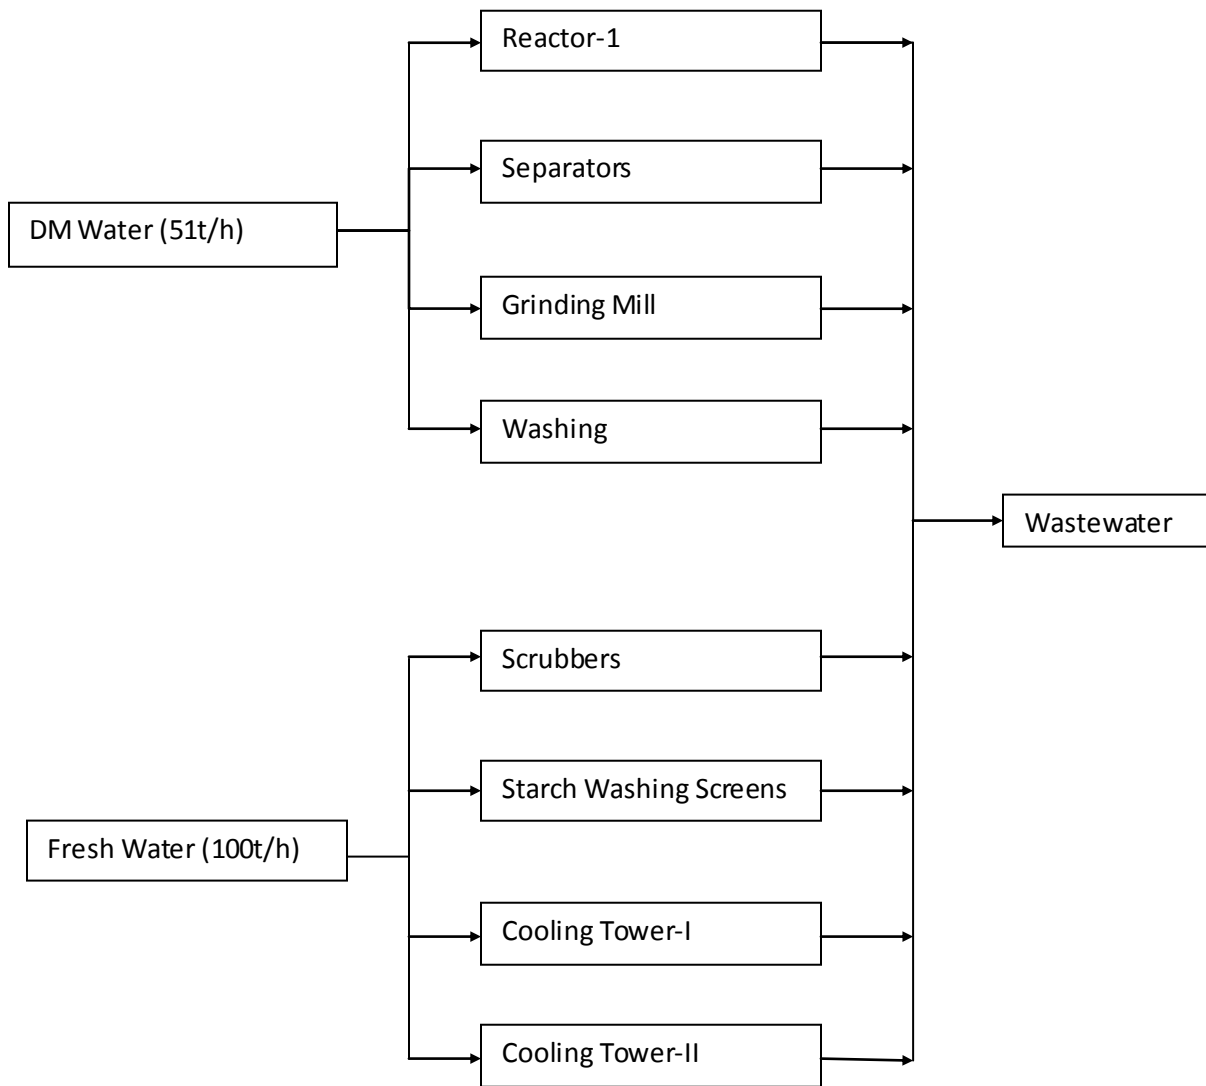 Reactor-1
Separators
DM Water (51t/h)
Grinding Mill
Washing
Wastewater
Scrubbers
Starch Washing Screens
Fresh Water (100t/h)
Cooling Tower-I
Cooling Tower-II